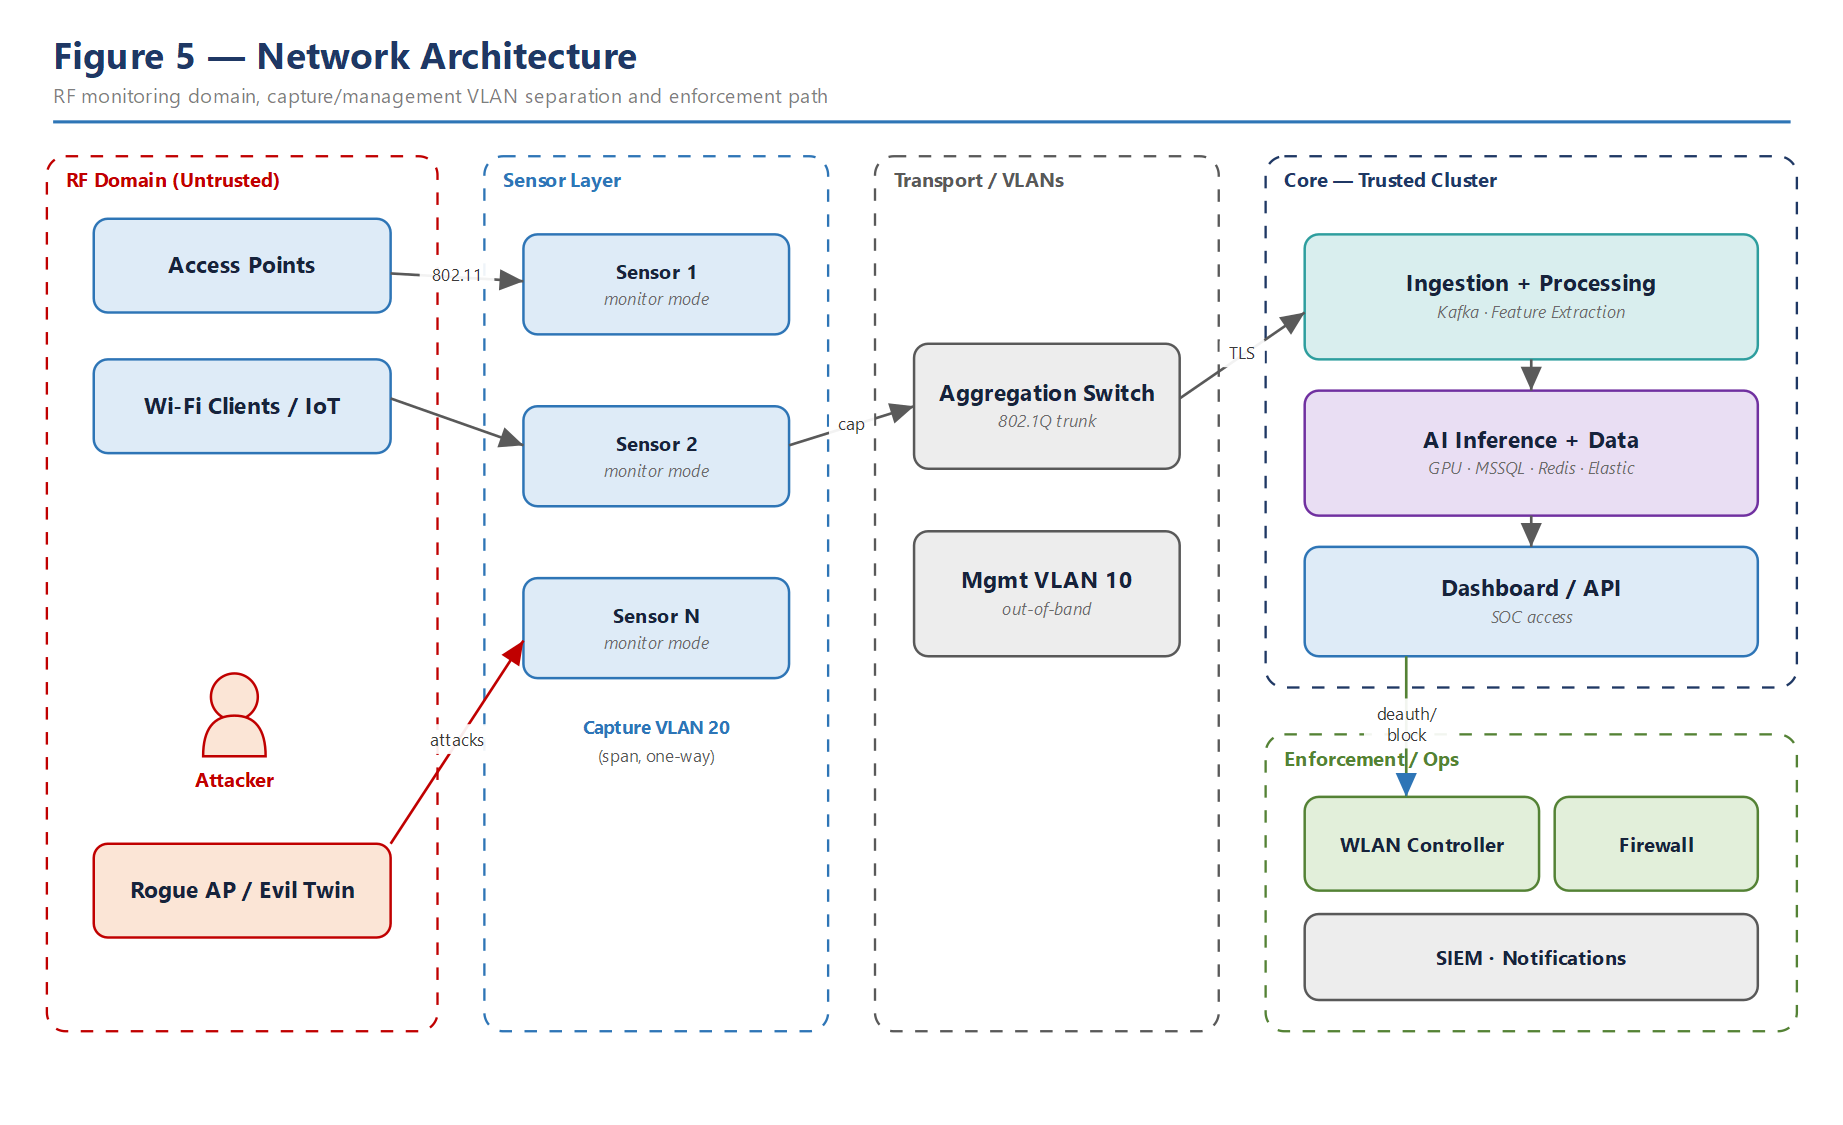 Figure 5 — Network Architecture
RF monitoring domain, capture/management VLAN separation and enforcement path
RF Domain (Untrusted)
Access Points
802.11
Wi-Fi Clients / IoT
Attacker
attacks
Rogue AP / Evil Twin
Sensor Layer
Sensor 1
monitor mode
Sensor 2
monitor mode
cap
Sensor N
monitor mode
Capture VLAN 20
(span, one-way)
Transport / VLANs
Aggregation Switch
802.1Q trunk
TLS
Mgmt VLAN 10
out-of-band
Core — Trusted Cluster
Ingestion + Processing
Kafka · Feature Extraction
AI Inference + Data
GPU · MSSQL · Redis · Elastic
Dashboard / API
SOC access
deauth/
block
Enforcement / Ops
WLAN Controller
Firewall
SIEM · Notifications